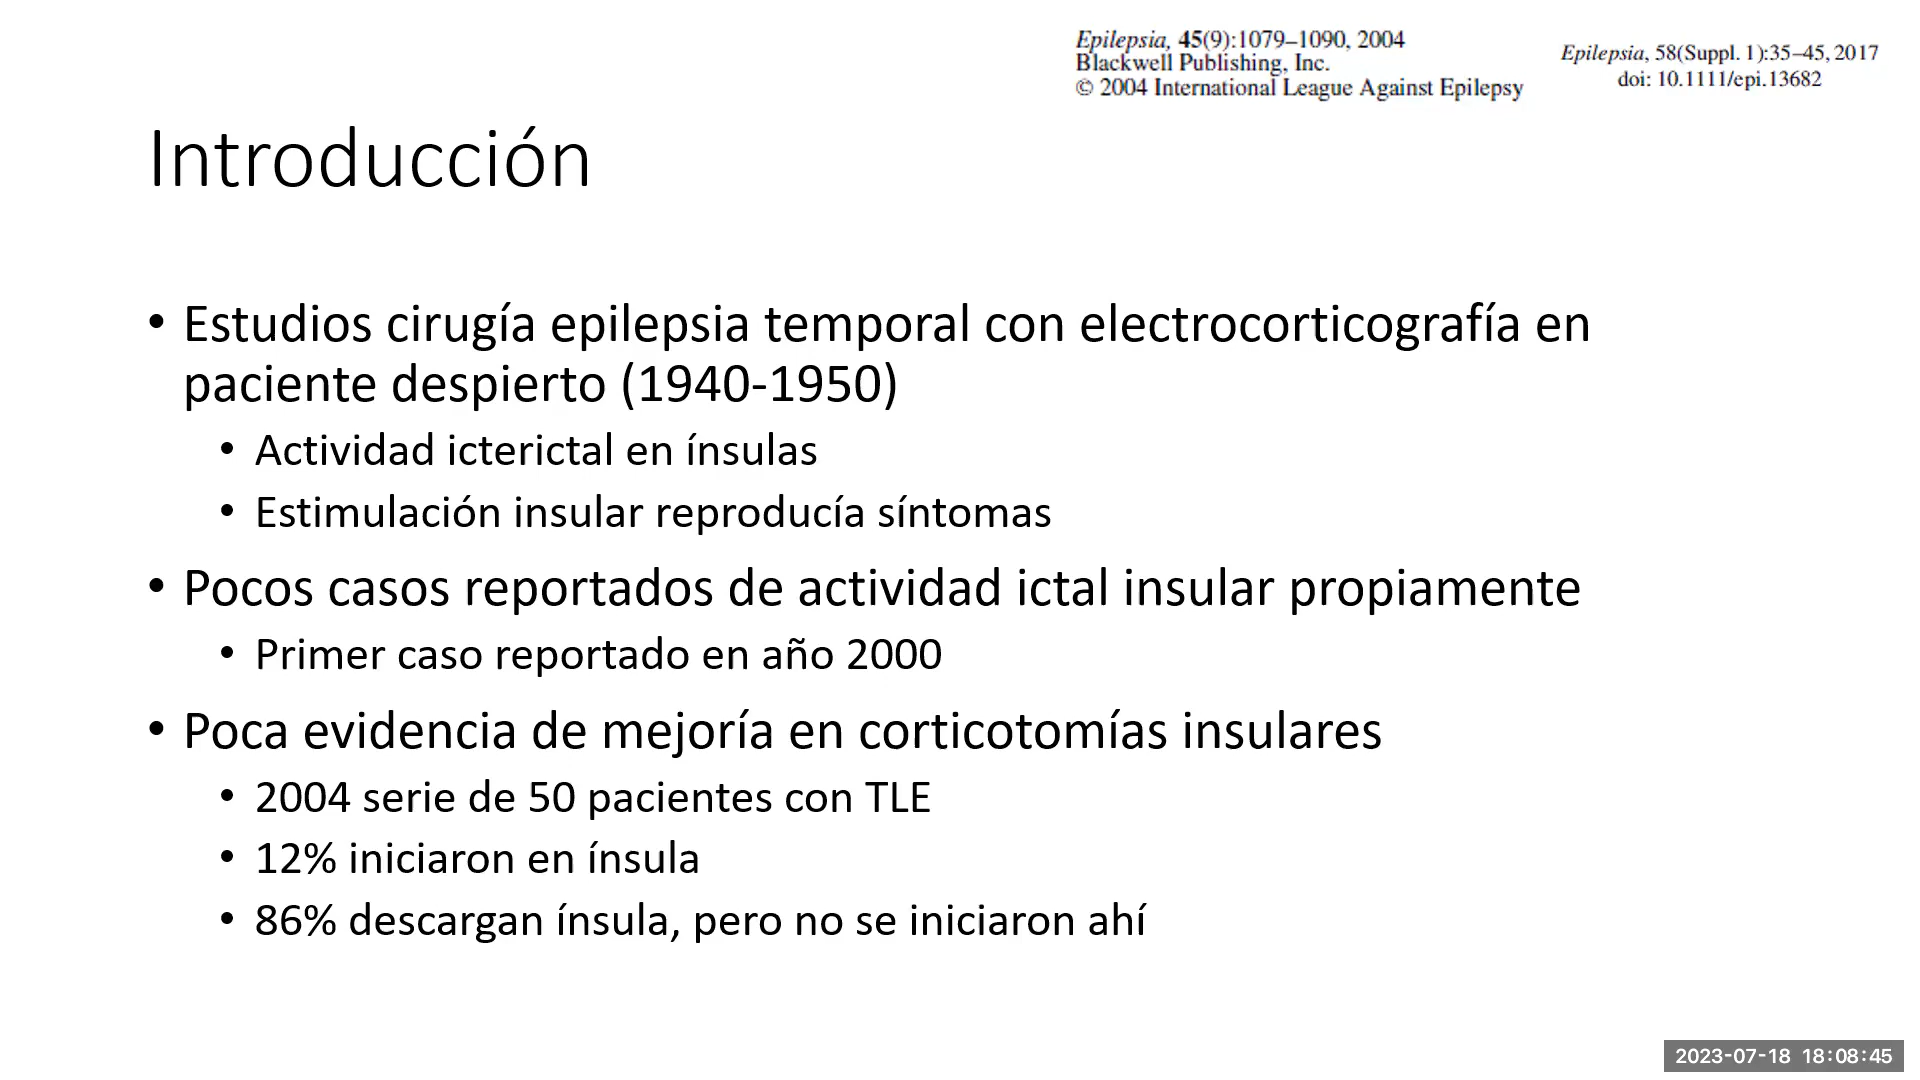 Epilepsia, 45(9):1079–1090, 2004
Blackwell Publishing, Inc.
© 2004 International League Against Epilepsy
Epilepsia, 58(Suppl. 1):35–45, 2017
doi: 10.1111/epi.13682
Introducción
• Estudios cirugía epilepsia temporal con electrocorticografía en
paciente despierto (1940-1950)
• Actividad icterictal en ínsulas
• Estimulación insular reproducía síntomas
• Pocos casos reportados de actividad ictal insular propiamente
• Primer caso reportado en año 2000
• Poca evidencia de mejoría en corticotomías insulares
• 2004 serie de 50 pacientes con TLE
• 12% iniciaron en ínsula
• 86% descargan ínsula, pero no se iniciaron ahí
2023-07-18 18:08:45